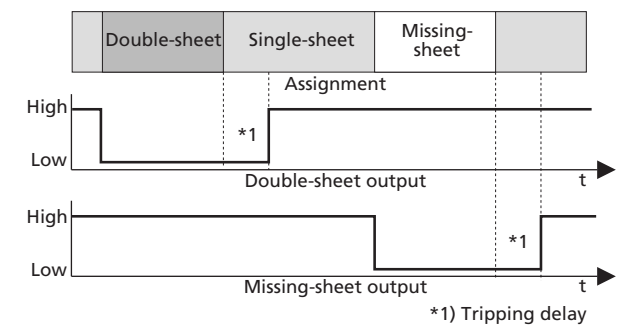 Double-sheet Single-sheet Missing-
sheet
Assignment
High
*1
Low
Double-sheet output t
High
*1
Low
Missing-sheet output t
*1) Tripping delay